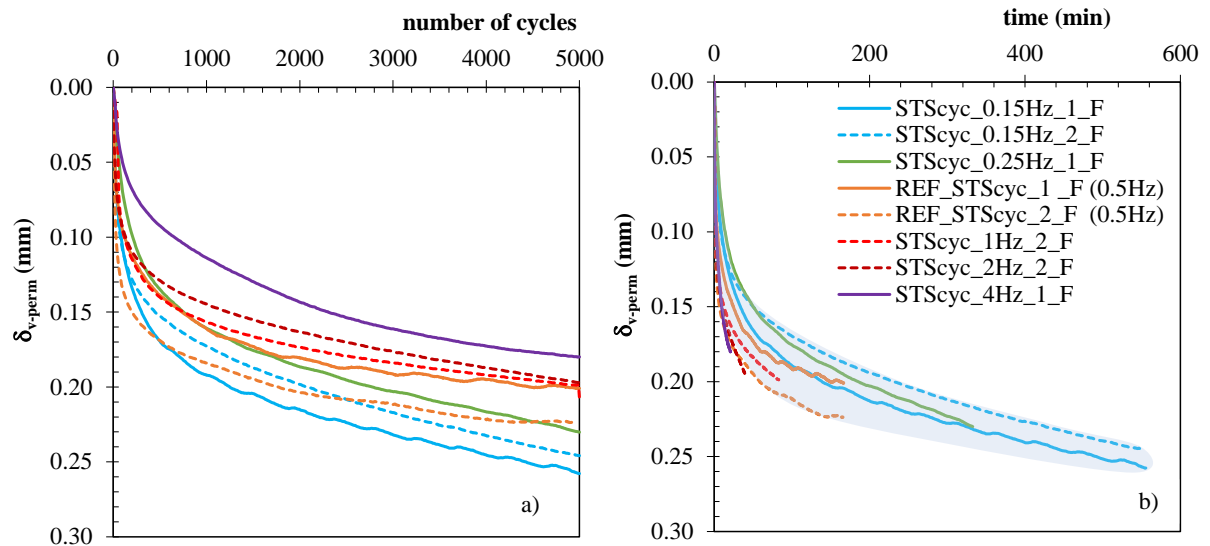 number of cycles
0 1000 2000 3000 4000 5000
0.00
0.05
0.10
0.15
0.20
0.25
0.30
δv-perm (mm)
a)
time (min)
0 200 400 600
0.00
0.05
0.10
0.15
0.20
0.25
0.30
δv-perm (mm)
STScyc_0.15Hz_1_F
STScyc_0.15Hz_2_F
STScyc_0.25Hz_1_F
REF_STScyc_1 _F (0.5Hz)
REF_STScyc_2_F (0.5Hz)
STScyc_1Hz_2_F
STScyc_2Hz_2_F
STScyc_4Hz_1_F
b)